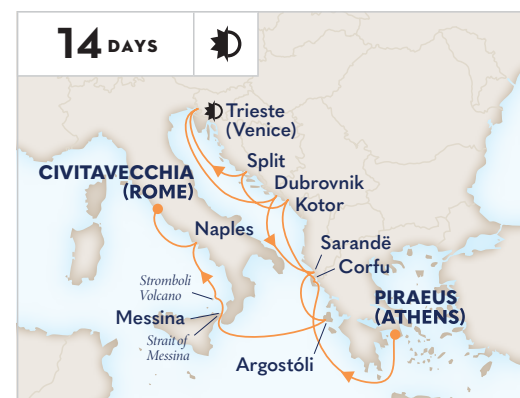 14 DAYS
Trieste
(Venice)
Split
CIVITAVECCHIA
(ROME)
Dubrovnik
Kotor
Naples
Sarandë
Corfu
Stromboli
Volcano
PIRAEUS
(ATHENS)
Messina
Strait of
Messina
Argostóli